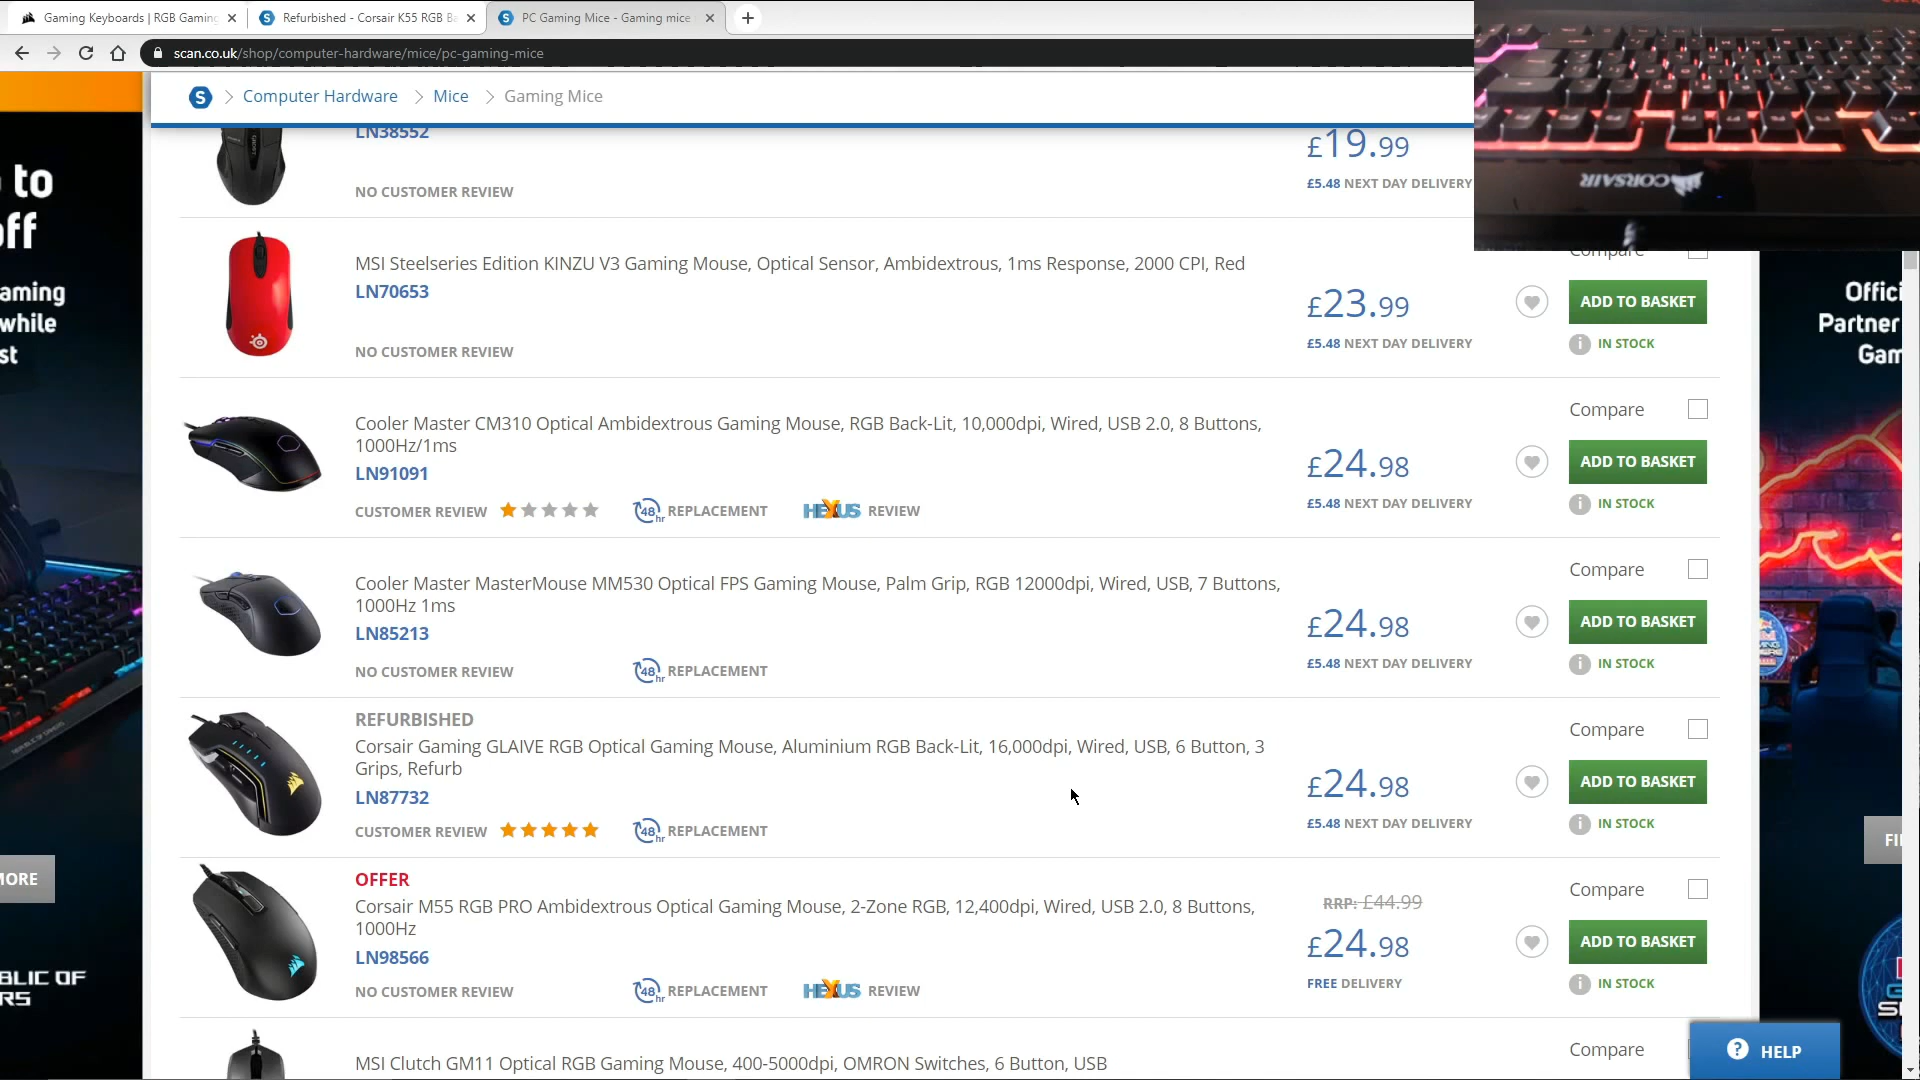 Gaming Keyboards | RGB Gaming
Refurbished - Corsair K55 RGB Ba
PC Gaming Mice - Gaming mice
scan.co.uk/shop/computer-hardware/mice/pc-gaming-mice
S > Computer Hardware > Mice > Gaming Mice
CORSAIR
LN38552
£19.99
NO CUSTOMER REVIEW
£5.48 NEXT DAY DELIVERY
to
off
aming
while
st
MSI Steelseries Edition KINZU V3 Gaming Mouse, Optical Sensor, Ambidextrous, 1ms Response, 2000 CPI, Red
LN70653
NO CUSTOMER REVIEW
£23.99
£5.48 NEXT DAY DELIVERY
Compare
ADD TO BASKET
IN STOCK
Cooler Master CM310 Optical Ambidextrous Gaming Mouse, RGB Back-Lit, 10,000dpi, Wired, USB 2.0, 8 Buttons,
1000Hz/1ms
LN91091
CUSTOMER REVIEW 48hr REPLACEMENT HEXUS REVIEW
£24.98
£5.48 NEXT DAY DELIVERY
Compare
ADD TO BASKET
IN STOCK
Cooler Master MasterMouse MM530 Optical FPS Gaming Mouse, Palm Grip, RGB 12000dpi, Wired, USB, 7 Buttons,
1000Hz 1ms
LN85213
NO CUSTOMER REVIEW 48hr REPLACEMENT
£24.98
£5.48 NEXT DAY DELIVERY
Compare
ADD TO BASKET
IN STOCK
REFURBISHED
Corsair Gaming GLAIVE RGB Optical Gaming Mouse, Aluminium RGB Back-Lit, 16,000dpi, Wired, USB, 6 Button, 3
Grips, Refurb
LN87732
CUSTOMER REVIEW 48hr REPLACEMENT
£24.98
£5.48 NEXT DAY DELIVERY
Compare
ADD TO BASKET
IN STOCK
OFFER
Corsair M55 RGB PRO Ambidextrous Optical Gaming Mouse, 2-Zone RGB, 12,400dpi, Wired, USB 2.0, 8 Buttons,
1000Hz
LN98566
NO CUSTOMER REVIEW 48hr REPLACEMENT HEXUS REVIEW
RRP: £44.99
£24.98
FREE DELIVERY
Compare
ADD TO BASKET
IN STOCK
MSI Clutch GM11 Optical RGB Gaming Mouse, 400-5000dpi, OMRON Switches, 6 Button, USB
Compare
? HELP
MORE
BLIC OF
RS
Offici
Partner
Gam
FI